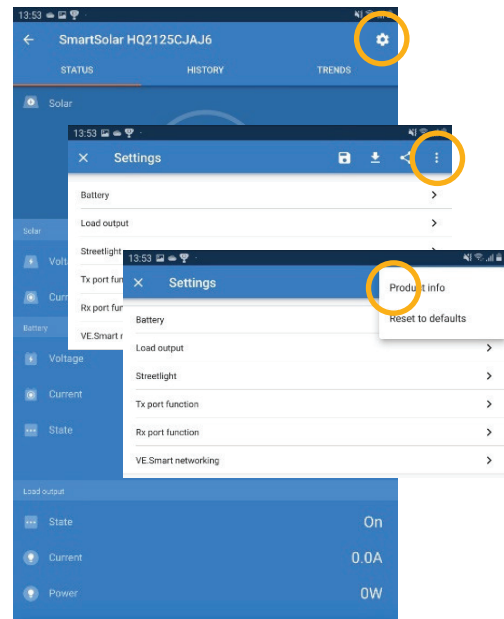 13:53
SmartSolar HQ2125CJAJ6
STATUS HISTORY TRENDS
Solar
13:53
Settings
Battery
Load output
Streetlight
Tx port fun
Rx port fun
VE.Smart
13:53
Settings
Product info
Reset to defaults
Battery
Load output
Streetlight
Tx port function
Rx port function
VE.Smart networking
Solar
Volt
Curr
Battery
Voltage
Current
State
Load output
State On
Current 0.0A
Power 0W